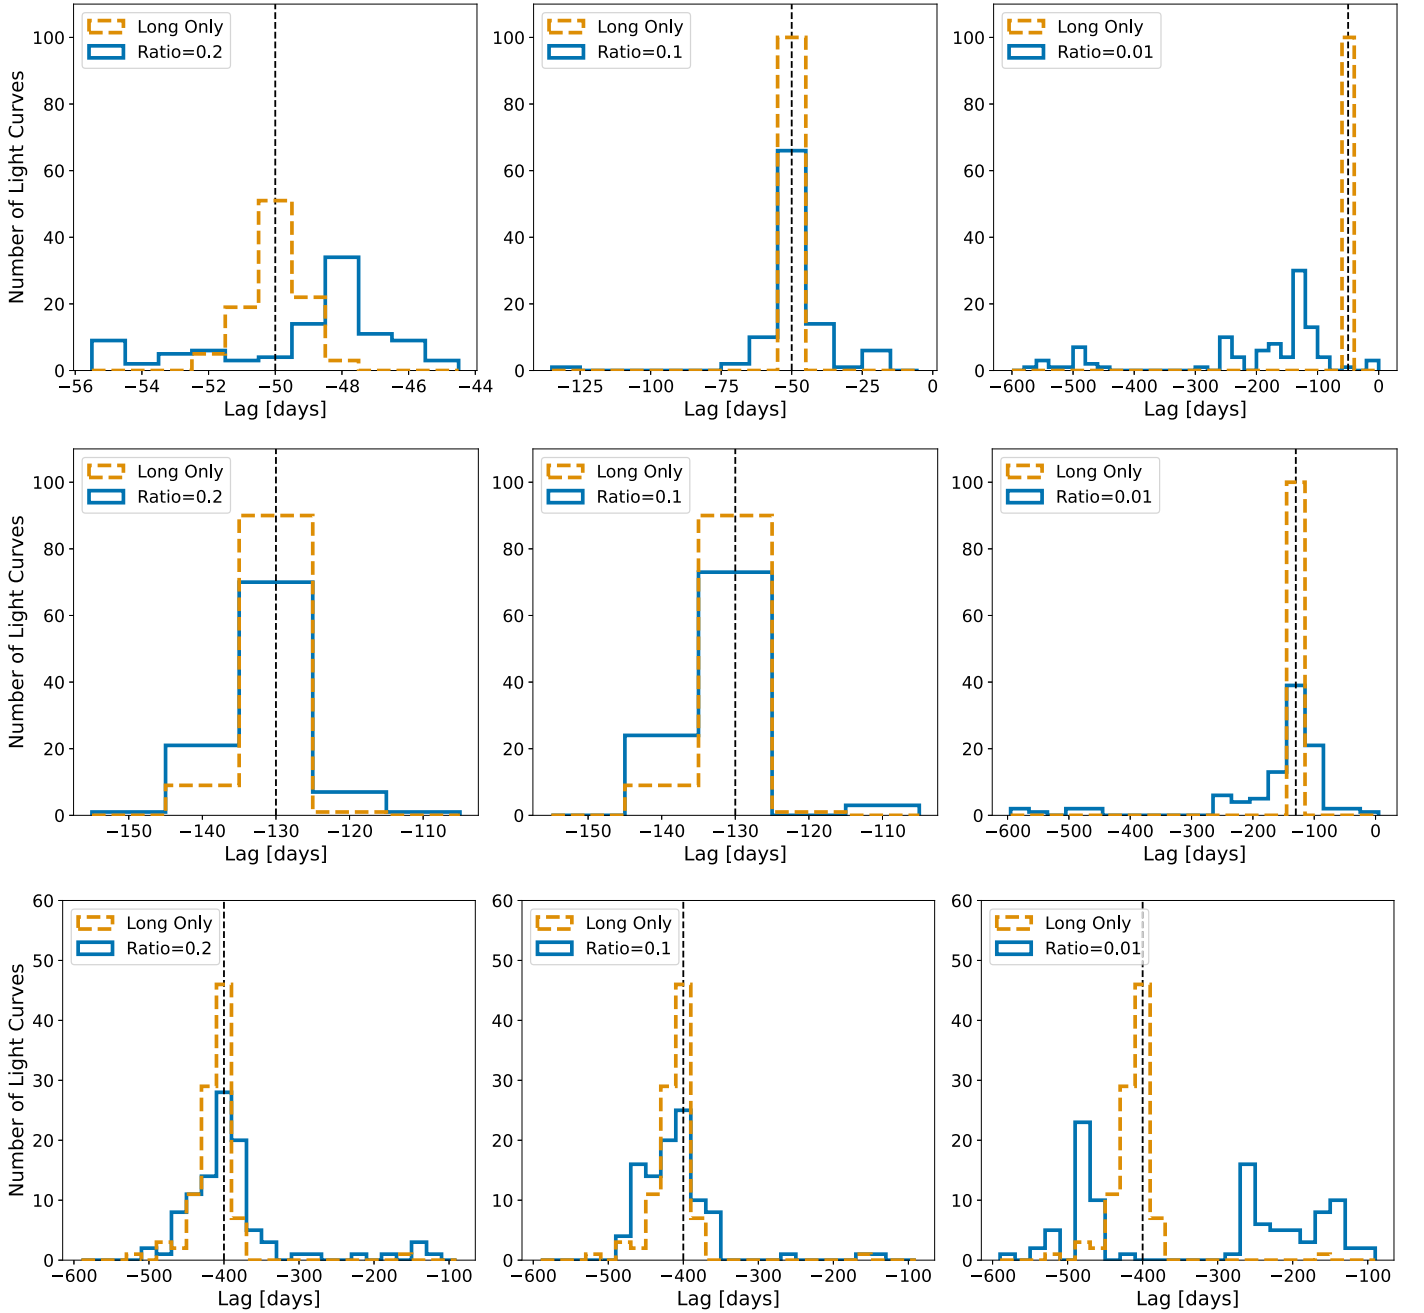 Long Only
Ratio=0.2
Number of Light Curves
100
80
60
40
20
0
−56 −54 −52 −50 −48 −46 −44
Lag [days]
Long Only
Ratio=0.1
100
80
60
40
20
0
−125 −100 −75 −50 −25 0
Lag [days]
Long Only
Ratio=0.01
100
80
60
40
20
0
−600 −500 −400 −300 −200 −100 0
Lag [days]
Long Only
Ratio=0.2
Number of Light Curves
100
80
60
40
20
0
−150 −140 −130 −120 −110
Lag [days]
Long Only
Ratio=0.1
100
80
60
40
20
0
−150 −140 −130 −120 −110
Lag [days]
Long Only
Ratio=0.01
100
80
60
40
20
0
−600 −500 −400 −300 −200 −100 0
Lag [days]
Long Only
Ratio=0.2
Number of Light Curves
60
50
40
30
20
10
0
−600 −500 −400 −300 −200 −100
Lag [days]
Long Only
Ratio=0.1
60
50
40
30
20
10
0
−600 −500 −400 −300 −200 −100
Lag [days]
Long Only
Ratio=0.01
60
50
40
30
20
10
0
−600 −500 −400 −300 −200 −100
Lag [days]